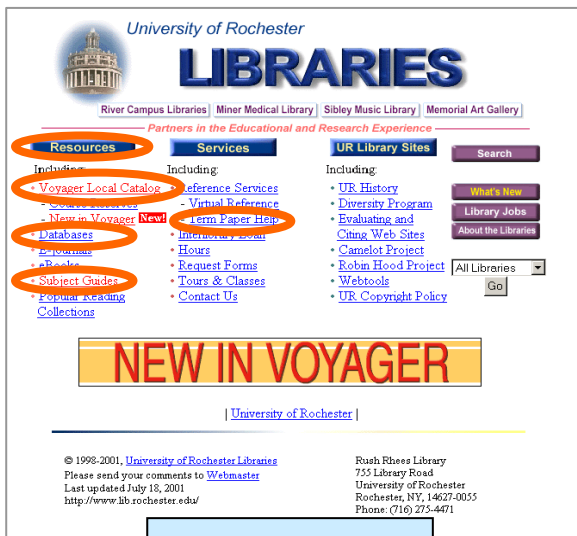 University of Rochester
LIBRARIES
River Campus Libraries Miner Medical Library Sibley Music Library Memorial Art Gallery
Partners in the Educational and Research Experience
Resources
Including:
• Voyager Local Catalog
- Course Reserves
- New in Voyager New!
• Databases
• E-Journals
• eBooks
• Subject Guides
• Popular Reading
Collections
Services
Including:
• Reference Services
- Virtual Reference
- Term Paper Help
• Interlibrary Loan
• Hours
• Request Forms
• Tours & Classes
• Contact Us
UR Library Sites
Including:
• UR History
• Diversity Program
• Evaluating and
Citing Web Sites
• Camelot Project
• Robin Hood Project
• Webtools
• UR Copyright Policy
Search
What's New
Library Jobs
About the Libraries
All Libraries
Go
NEW IN VOYAGER
| University of Rochester |
© 1998-2001, University of Rochester Libraries
Please send your comments to Webmaster
Last updated July 18, 2001
http://www.lib.rochester.edu/
Rush Rhees Library
755 Library Road
University of Rochester
Rochester, NY, 14627-0055
Phone: (716) 275-4471